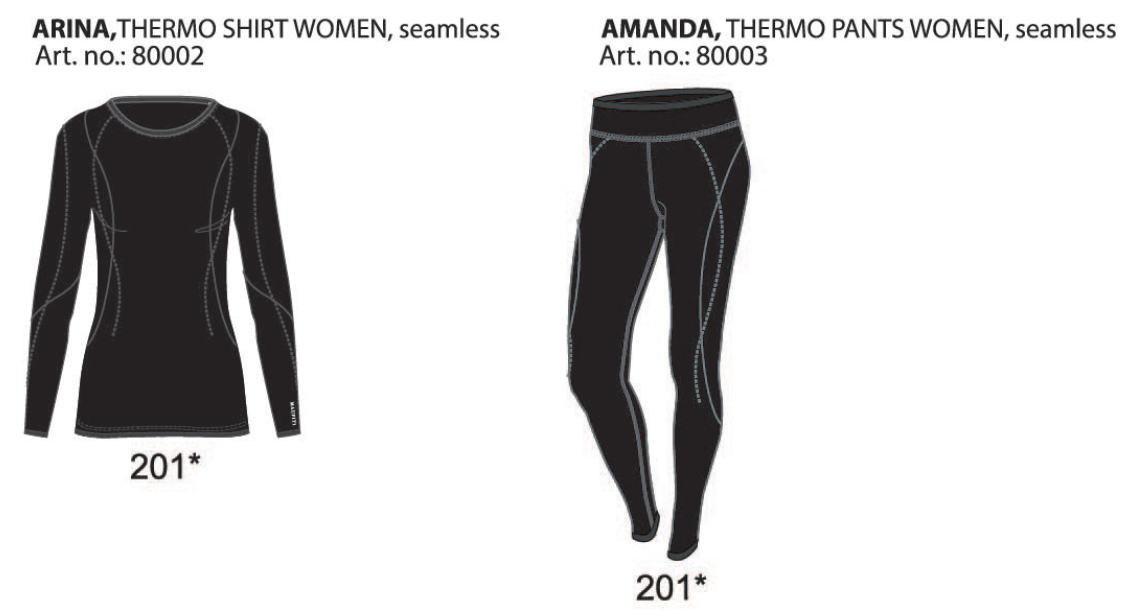 ARINA,THERMO SHIRT WOMEN, seamless
Art. no.: 80002
AMANDA, THERMO PANTS WOMEN, seamless
Art. no.: 80003
201*
201*